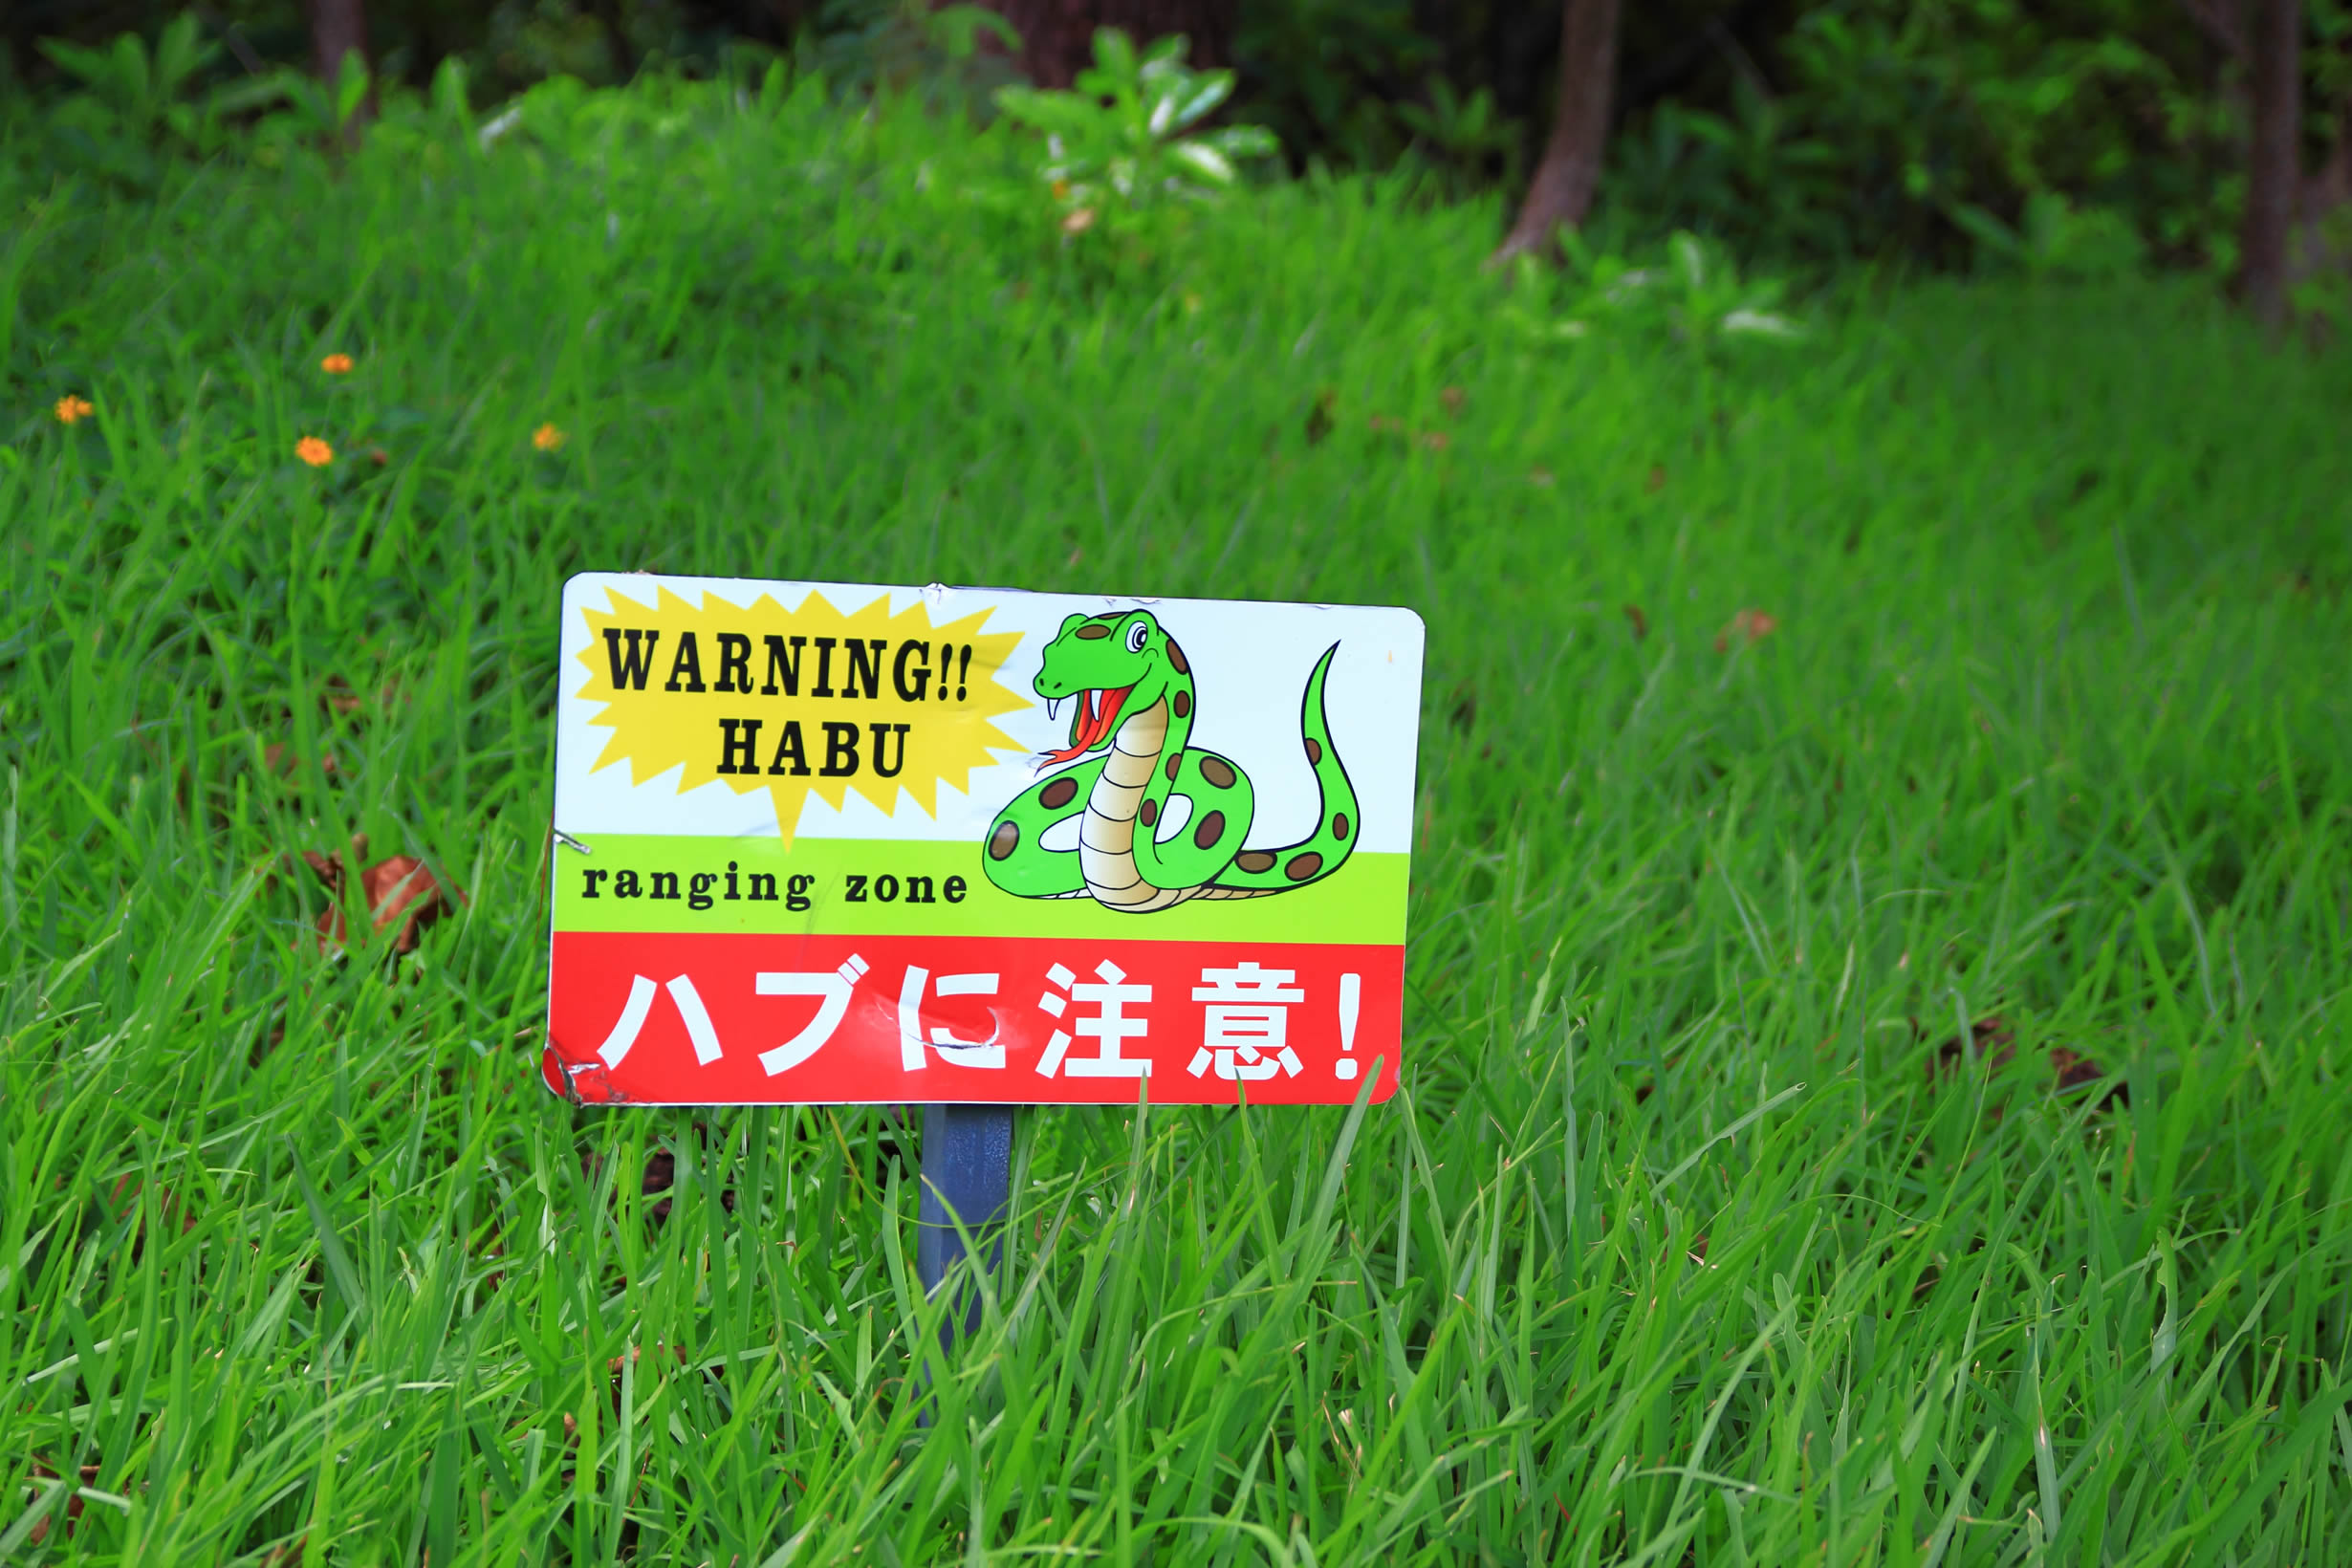 WARNING!!
HABU
ranging zone
ハブに注意!